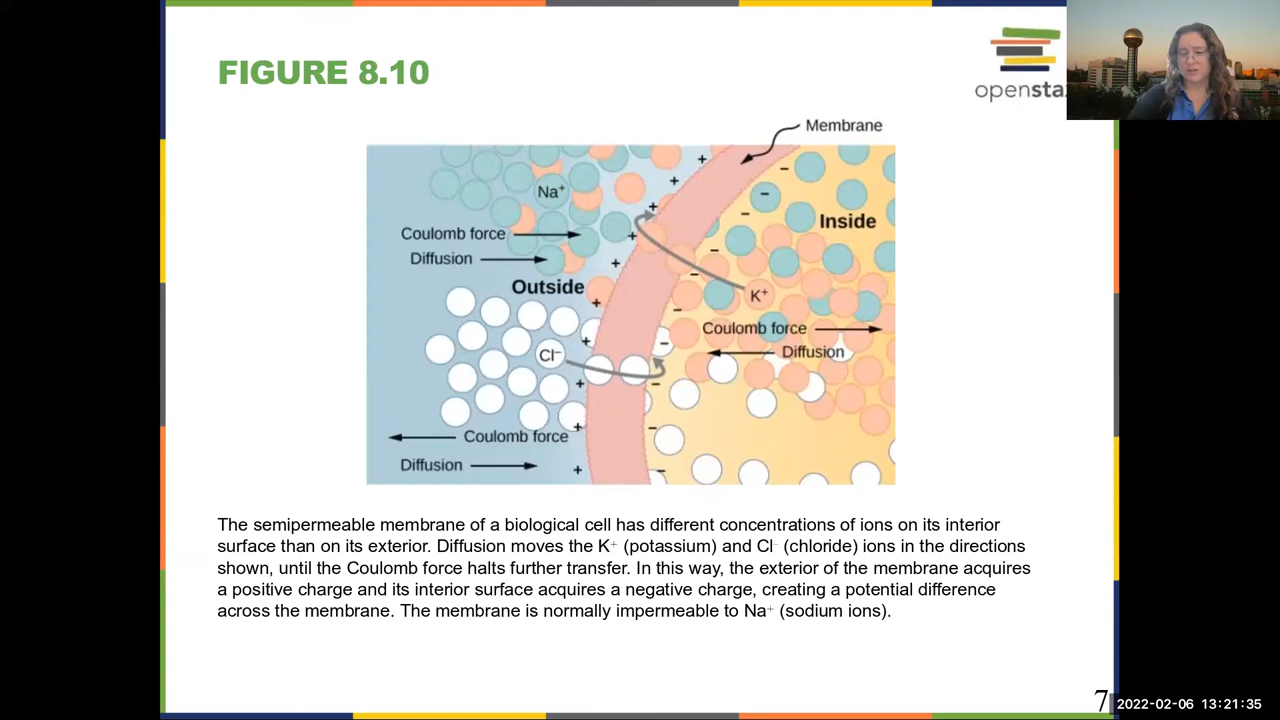 FIGURE 8.10
opensta
Membrane
Na⁺
Coulomb force
Diffusion
Outside
Inside
K⁺
Coulomb force
Diffusion
Cl⁻
Coulomb force
Diffusion
The semipermeable membrane of a biological cell has different concentrations of ions on its interior
surface than on its exterior. Diffusion moves the K⁺ (potassium) and Cl⁻ (chloride) ions in the directions
shown, until the Coulomb force halts further transfer. In this way, the exterior of the membrane acquires
a positive charge and its interior surface acquires a negative charge, creating a potential difference
across the membrane. The membrane is normally impermeable to Na⁺ (sodium ions).
7
2022-02-06 13:21:35